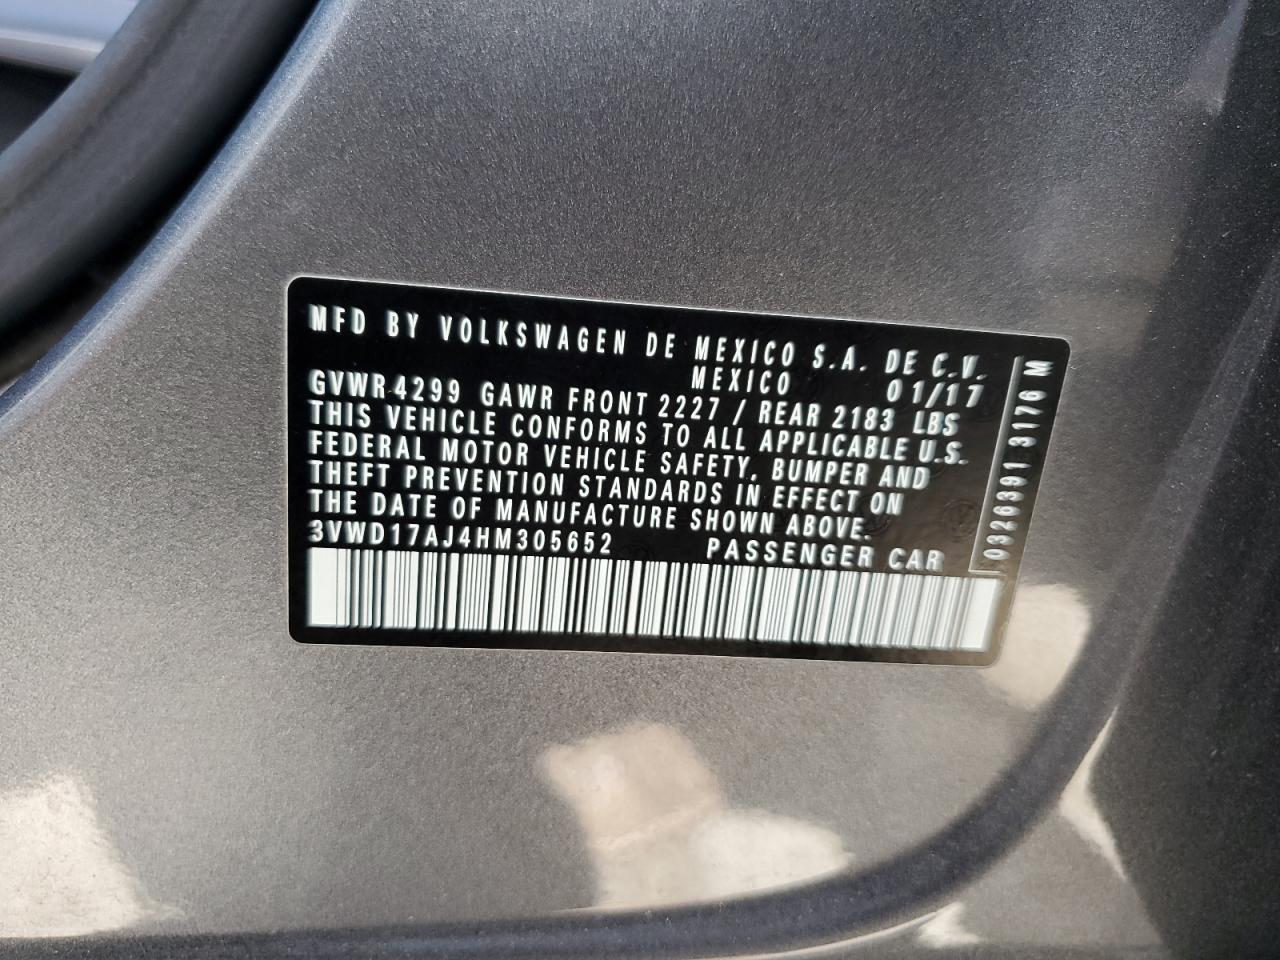 MFD BY VOLKSWAGEN DE MEXICO S.A. DE C.V.
MEXICO 01/17
GVWR 4299 GAWR FRONT 2227 / REAR 2183 LBS
THIS VEHICLE CONFORMS TO ALL APPLICABLE U.S.
FEDERAL MOTOR VEHICLE SAFETY, BUMPER AND
THEFT PREVENTION STANDARDS IN EFFECT ON
THE DATE OF MANUFACTURE SHOWN ABOVE.
3VWD17AJ4HM305652 PASSENGER CAR
0326391 3176 M